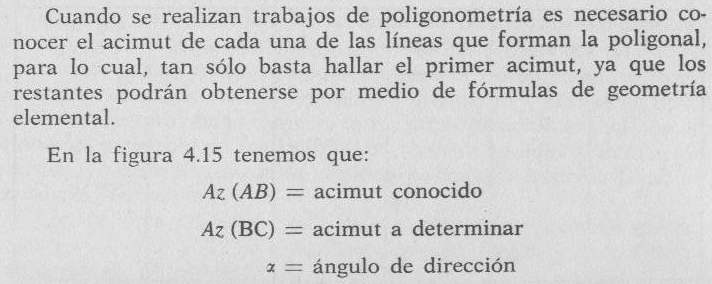 Cuando se realizan trabajos de poligonometría es necesario co-
nocer el acimut de cada una de las líneas que forman la poligonal,
para lo cual, tan sólo basta hallar el primer acimut, ya que los
restantes podrán obtenerse por medio de fórmulas de geometría
elemental.
En la figura 4.15 tenemos que:
Az (AB) = acimut conocido
Az (BC) = acimut a determinar
α = ángulo de dirección